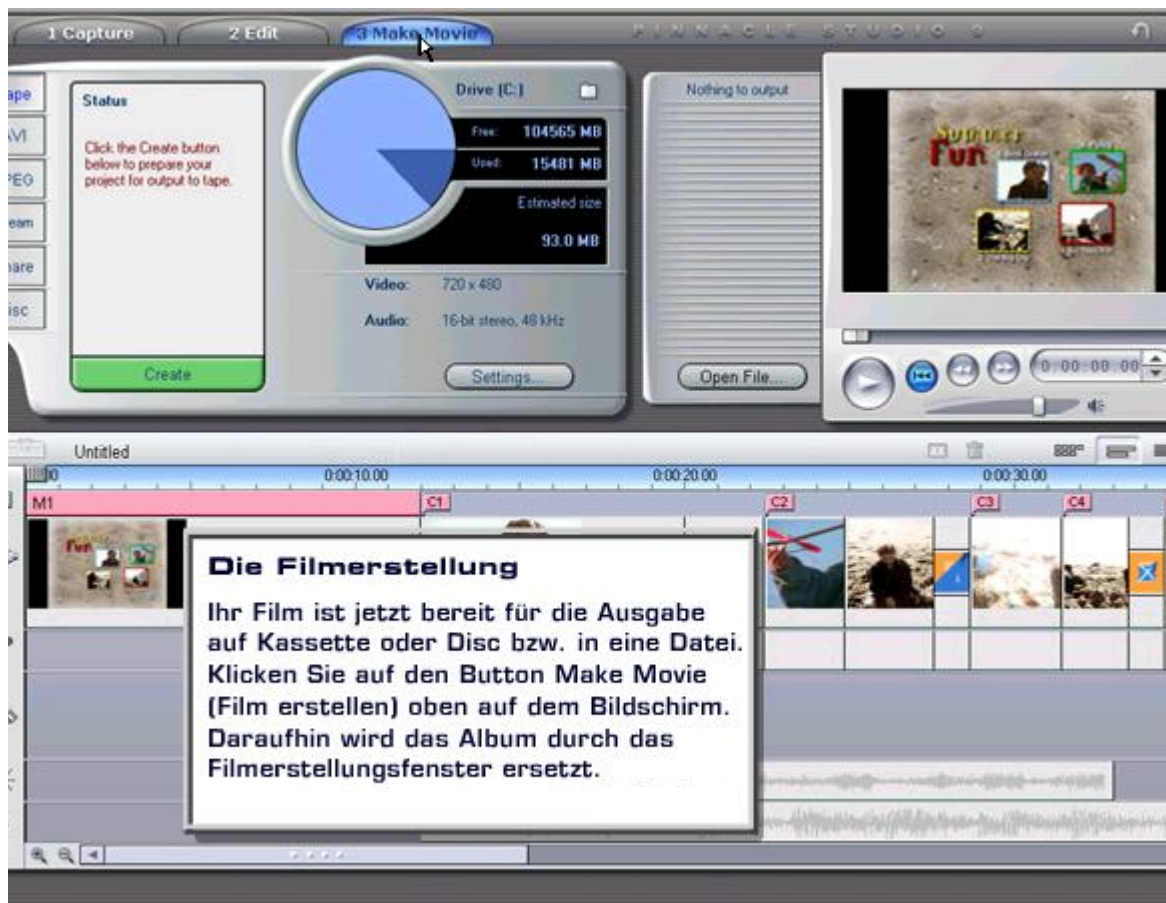 1 Capture
2 Edit
3 Make Movie
PINNACLE STUDIO 9
ape
AVI
PEG
eam
hare
isc
Status
Click the Create button
below to prepare your
project for output to tape.
Create
Drive (C:)
Free: 104565 MB
Used: 15481 MB
Estimated size
93.0 MB
Video: 720 x 480
Audio: 16-bit stereo, 48 kHz
Settings...
Nothing to output
Open File...
Summer
Fun
0:00:00.00
Untitled
0:00:10.00
0:00:20.00
0:00:30.00
M1
C1
C2
C3
C4
Fun
Die Filmerstellung
Ihr Film ist jetzt bereit für die Ausgabe
auf Kassette oder Disc bzw. in eine Datei.
Klicken Sie auf den Button Make Movie
(Film erstellen) oben auf dem Bildschirm.
Daraufhin wird das Album durch das
Filmerstellungsfenster ersetzt.